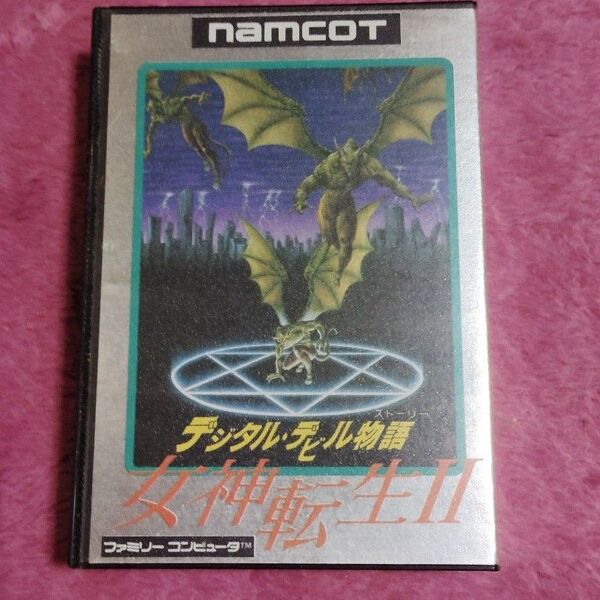 namcot
ストーリー
デジタル・デビル物語
女神転生II
ファミリー コンピュータ™